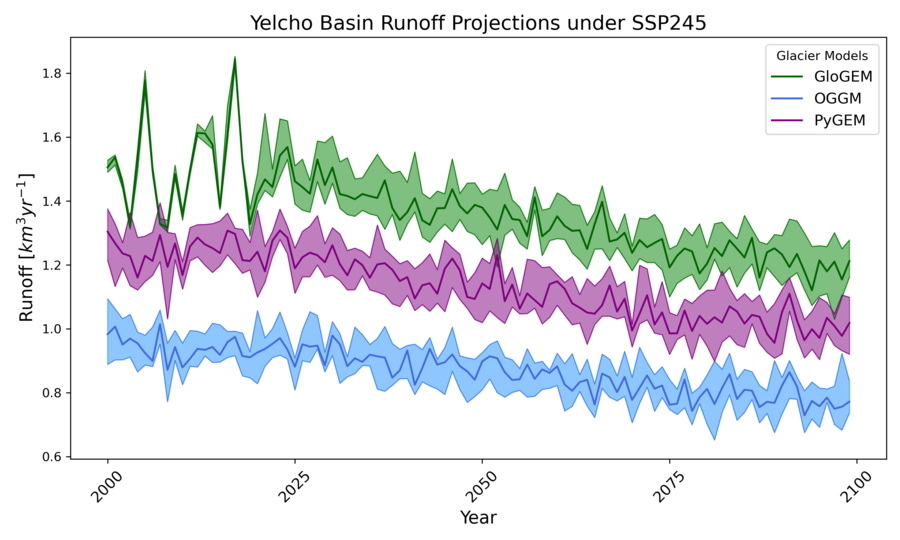 Yelcho Basin Runoff Projections under SSP245
Glacier Models
GloGEM
OGGM
PyGEM
Runoff [km³yr⁻¹]
1.8
1.6
1.4
1.2
1.0
0.8
0.6
2000
2025
2050
2075
2100
Year